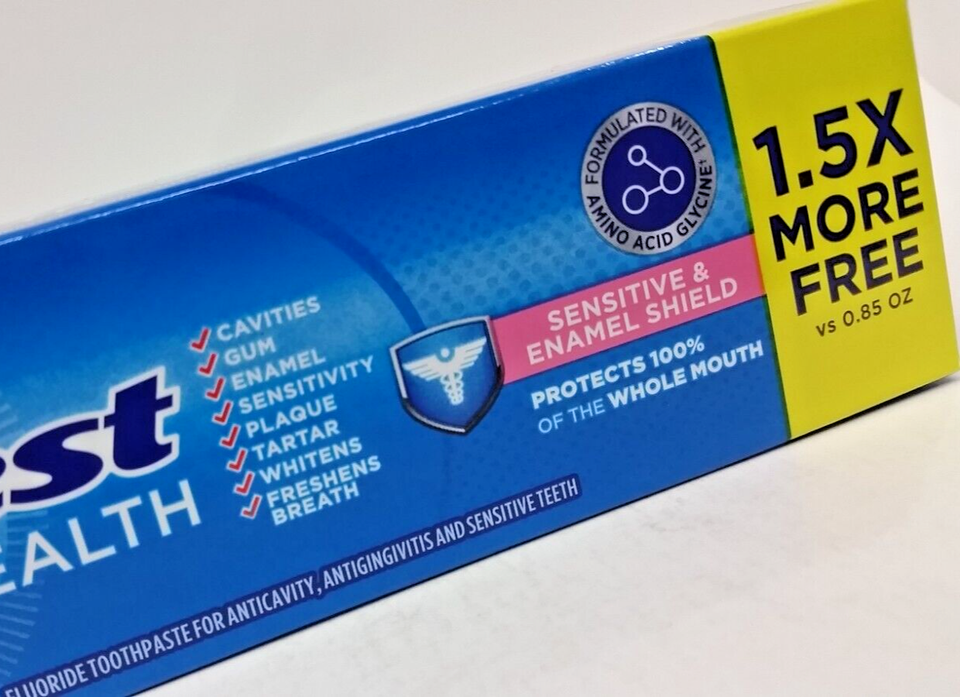 est
EALTH
CAVITIES
GUM
ENAMEL
SENSITIVITY
PLAQUE
TARTAR
WHITENS
FRESHENS
BREATH
FORMULATED WITH
AMINO ACID GLYCINE†
SENSITIVE &
ENAMEL SHIELD
PROTECTS 100%
OF THE WHOLE MOUTH
FLUORIDE TOOTHPASTE FOR ANTICAVITY, ANTIGINGIVITIS AND SENSITIVE TEETH
1.5X
MORE
FREE
vs 0.85 OZ